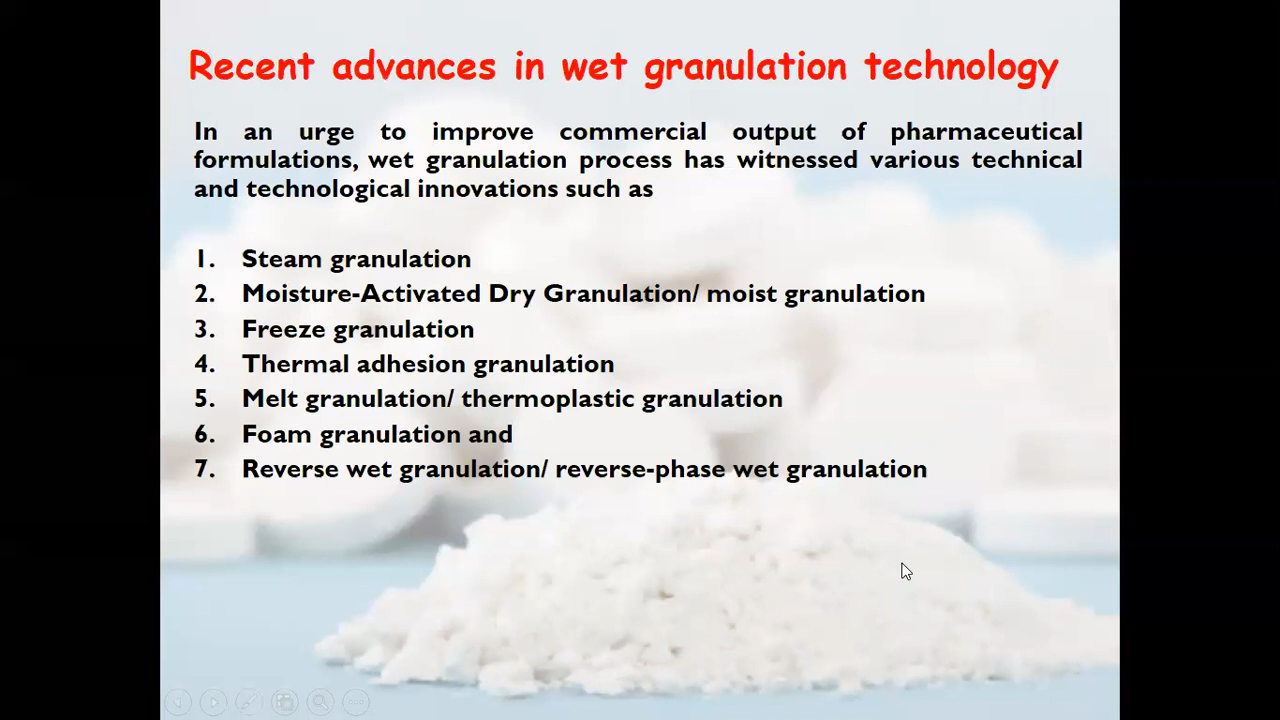 Recent advances in wet granulation technology
In an urge to improve commercial output of pharmaceutical
formulations, wet granulation process has witnessed various technical
and technological innovations such as
1. Steam granulation
2. Moisture-Activated Dry Granulation/ moist granulation
3. Freeze granulation
4. Thermal adhesion granulation
5. Melt granulation/ thermoplastic granulation
6. Foam granulation and
7. Reverse wet granulation/ reverse-phase wet granulation